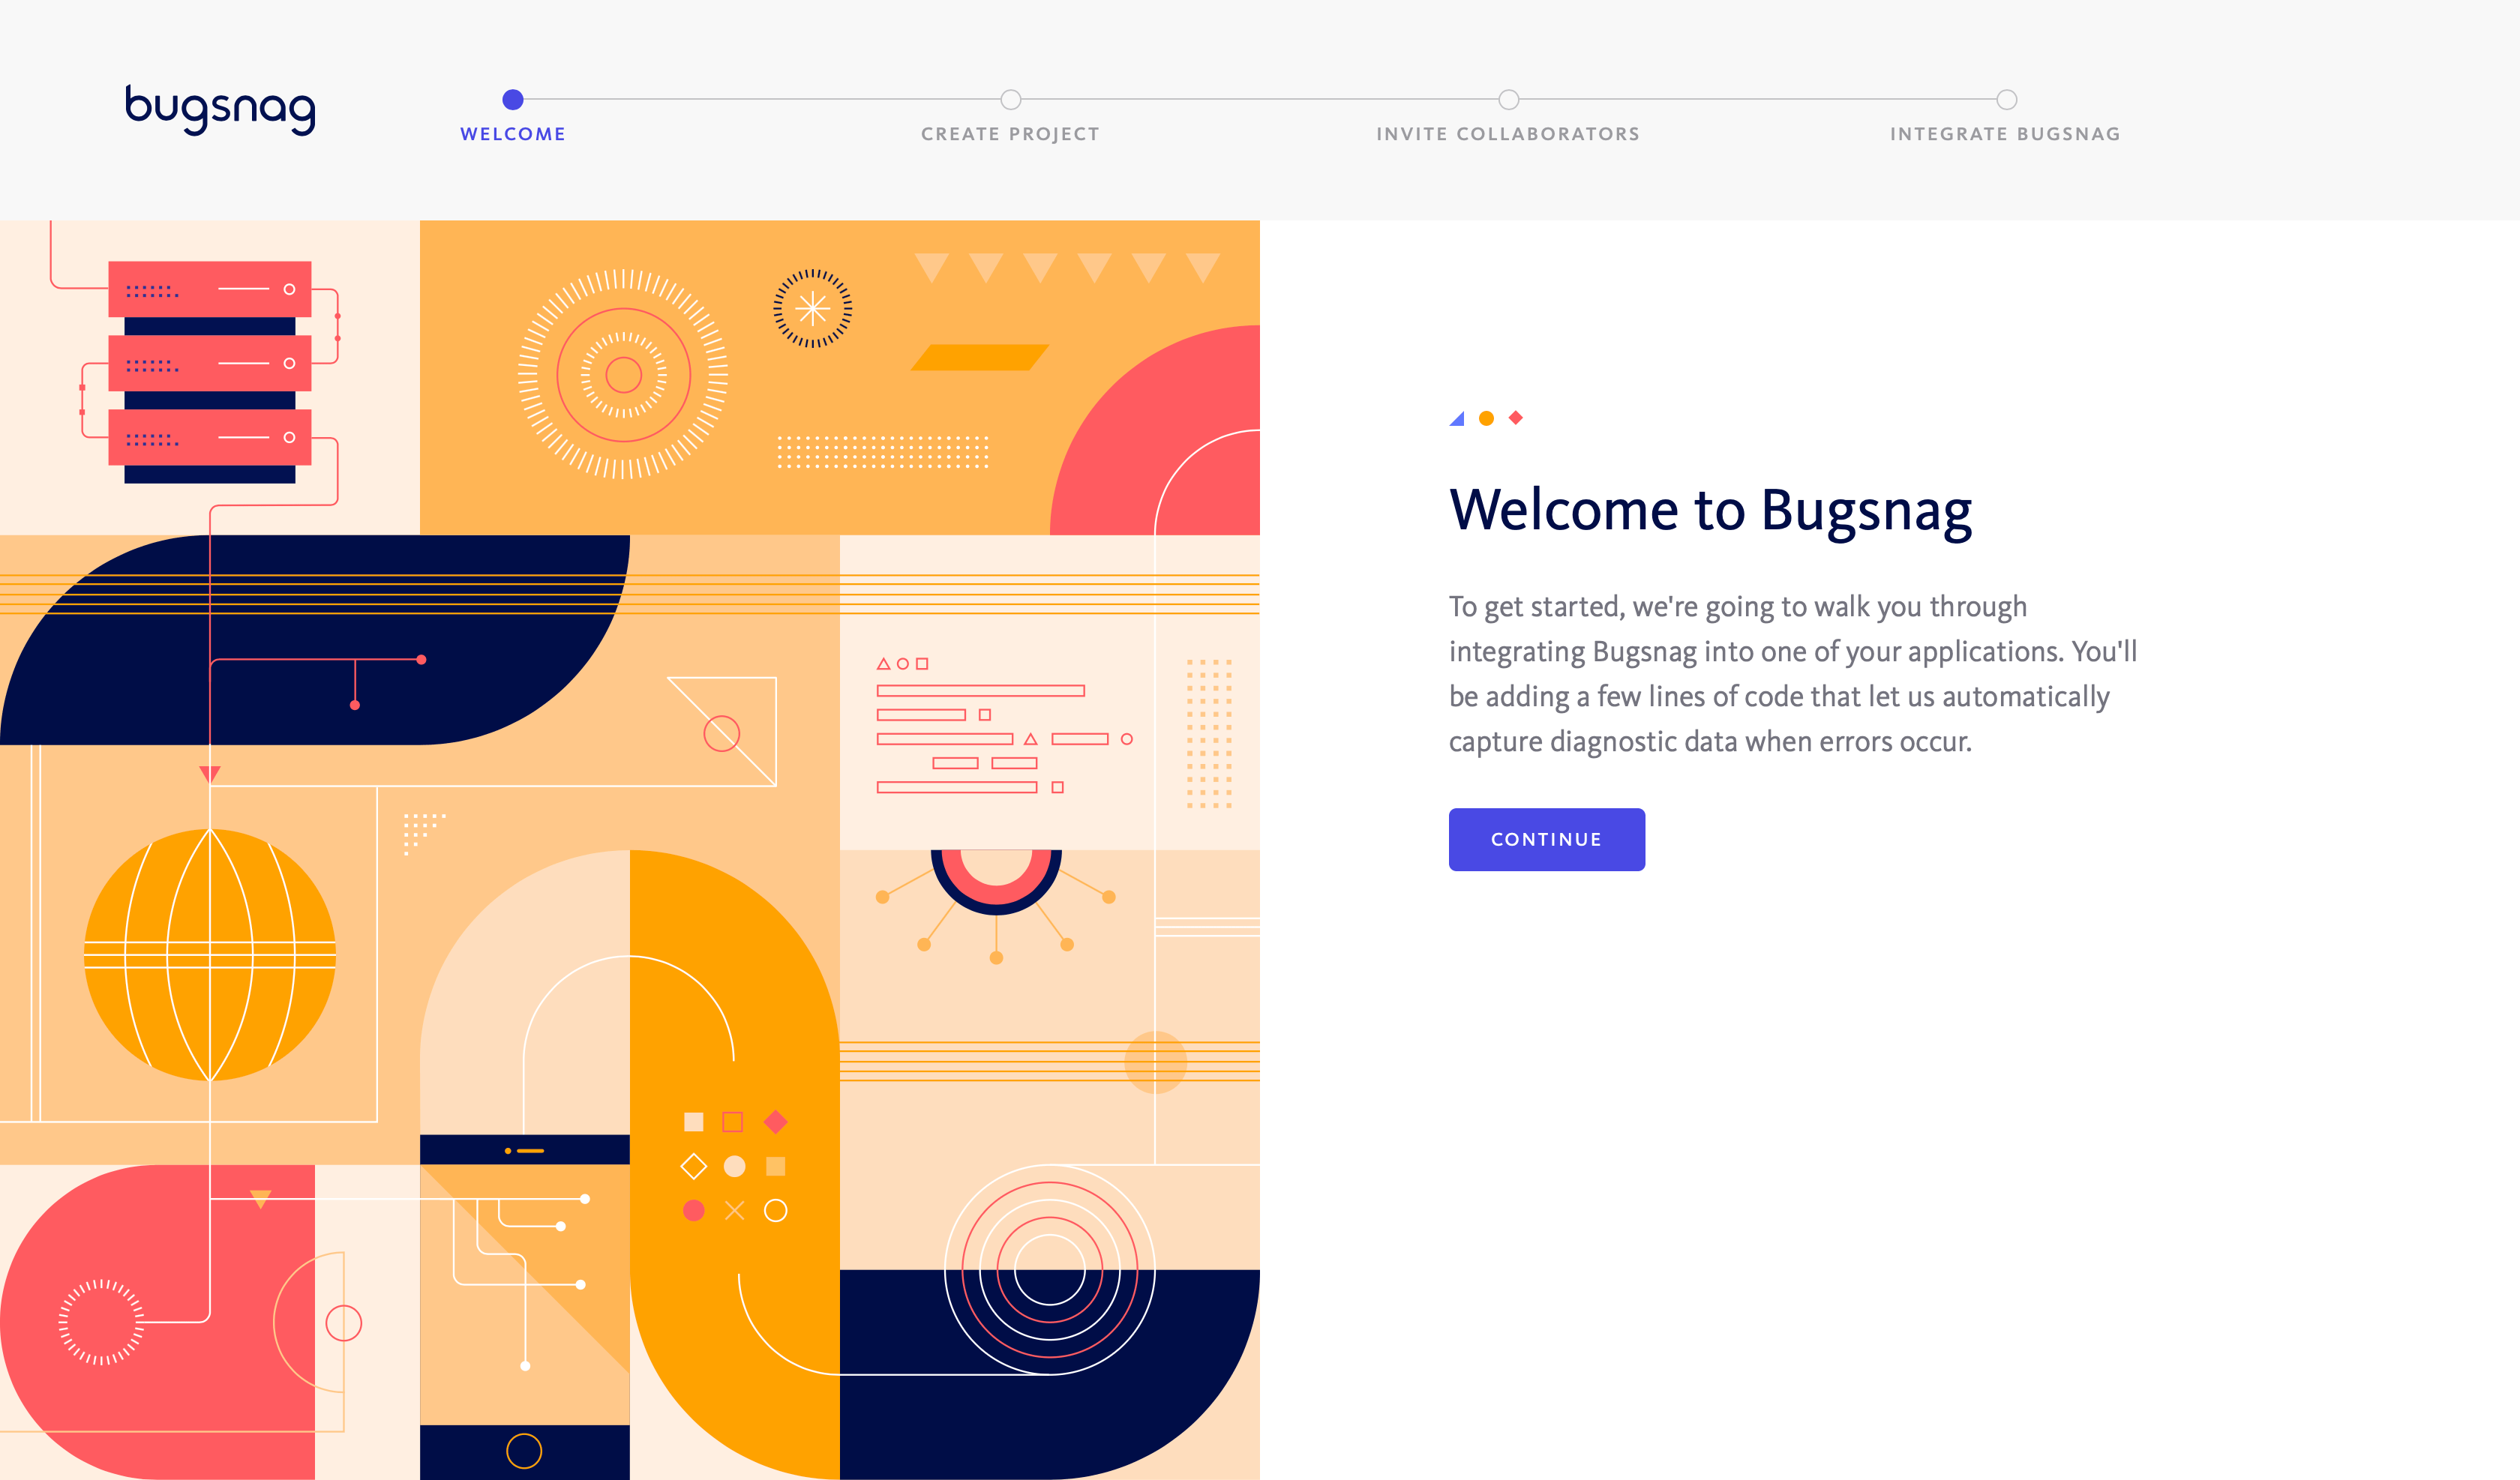 bugsnag
WELCOME
CREATE PROJECT
INVITE COLLABORATORS
INTEGRATE BUGSNAG
Welcome to Bugsnag
To get started, we're going to walk you through
integrating Bugsnag into one of your applications. You'll
be adding a few lines of code that let us automatically
capture diagnostic data when errors occur.
CONTINUE